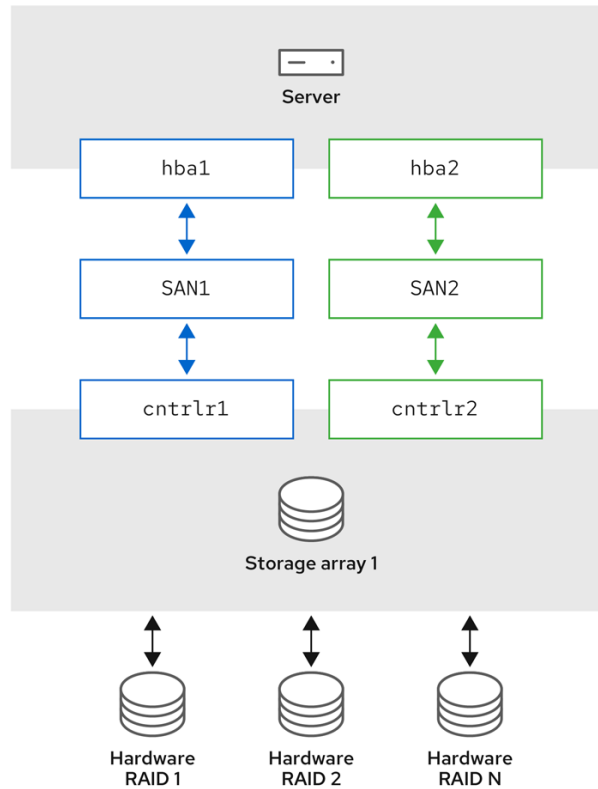 Server
hba1
hba2
SAN1
SAN2
cntrlr1
cntrlr2
Storage array 1
Hardware
RAID 1
Hardware
RAID 2
Hardware
RAID N